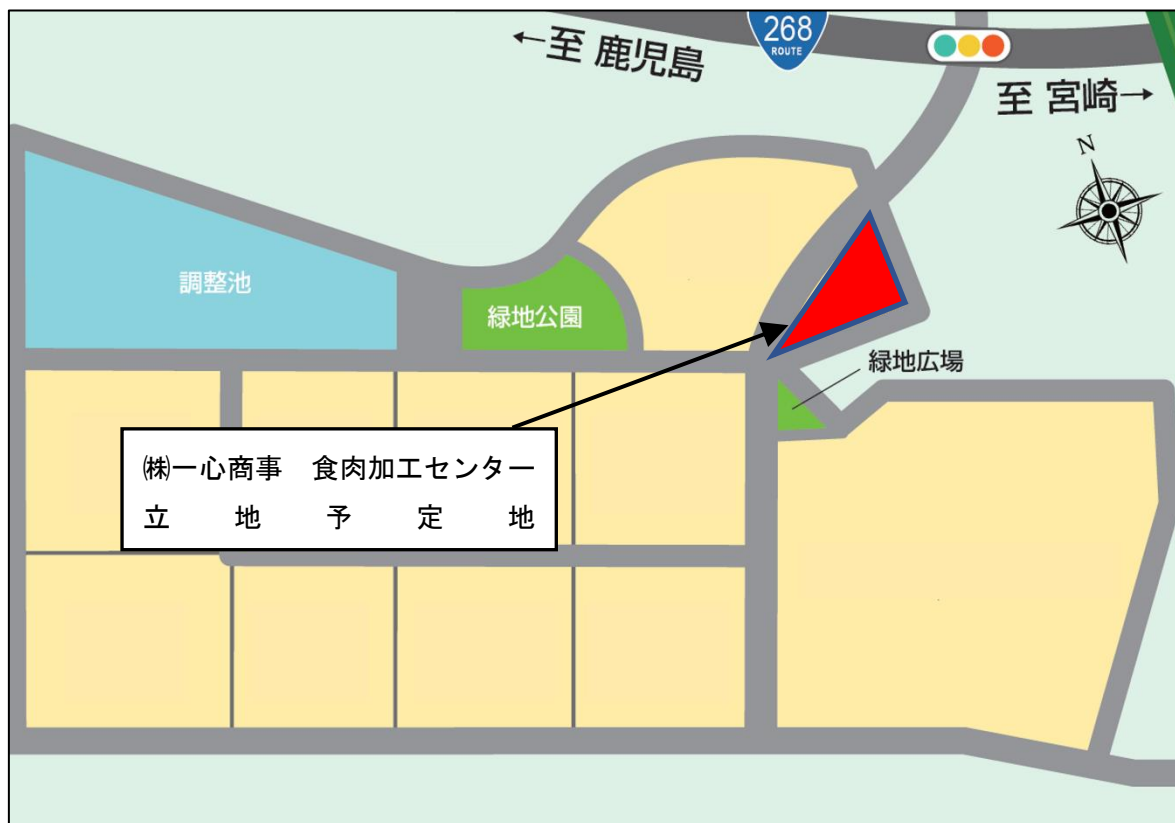 268
ROUTE
←至 鹿児島
至 宮崎→
N
調整池
緑地公園
緑地広場
㈱一心商事　食肉加工センター
立地予定地